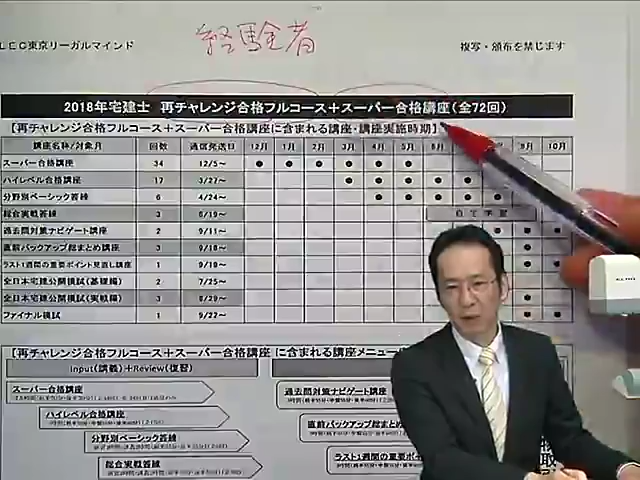 経験者
LEC東京リーガルマインド
複写・頒布を禁じます
2018年宅建士 再チャレンジ合格フルコース＋スーパー合格講座(全72回)
【再チャレンジ合格フルコース＋スーパー合格講座に含まれる講座・講座実施時期】
講座名称/対象月 回数 通信発送日 12月 1月 2月 3月 4月 5月 6月 7月 8月 9月 10月
スーパー合格講座 34 12/5～ ● ● ● ● ● ●
ハイレベル合格講座 17 3/27～ ● ● ● ● ●
分野別ベーシック答練 6 4/24～ ● ● ● ● ●
総合実戦答練 3 6/19～
過去問対策ナビゲート講座 2 9/11～ ● ●
直前バックアップ総まとめ講座 3 9/18～ ●
ラスト1週間の重要ポイント見直し講座 1 9/19～ ● ●
全日本宅建公開模試(基礎編) 2 7/25～
全日本宅建公開模試(実戦編) 3 8/29～ ●
ファイナル模試 1 9/27～ ● ●
【再チャレンジ合格フルコース＋スーパー合格講座 に含まれる講座メニュー
Input(講義)＋Review(復習)
スーパー合格講座
ハイレベル合格講座
分野別ベーシック答練
総合実戦答練
過去問対策ナビゲート講座
直前バックアップ総まとめ
ラスト1週間の重要ポイ